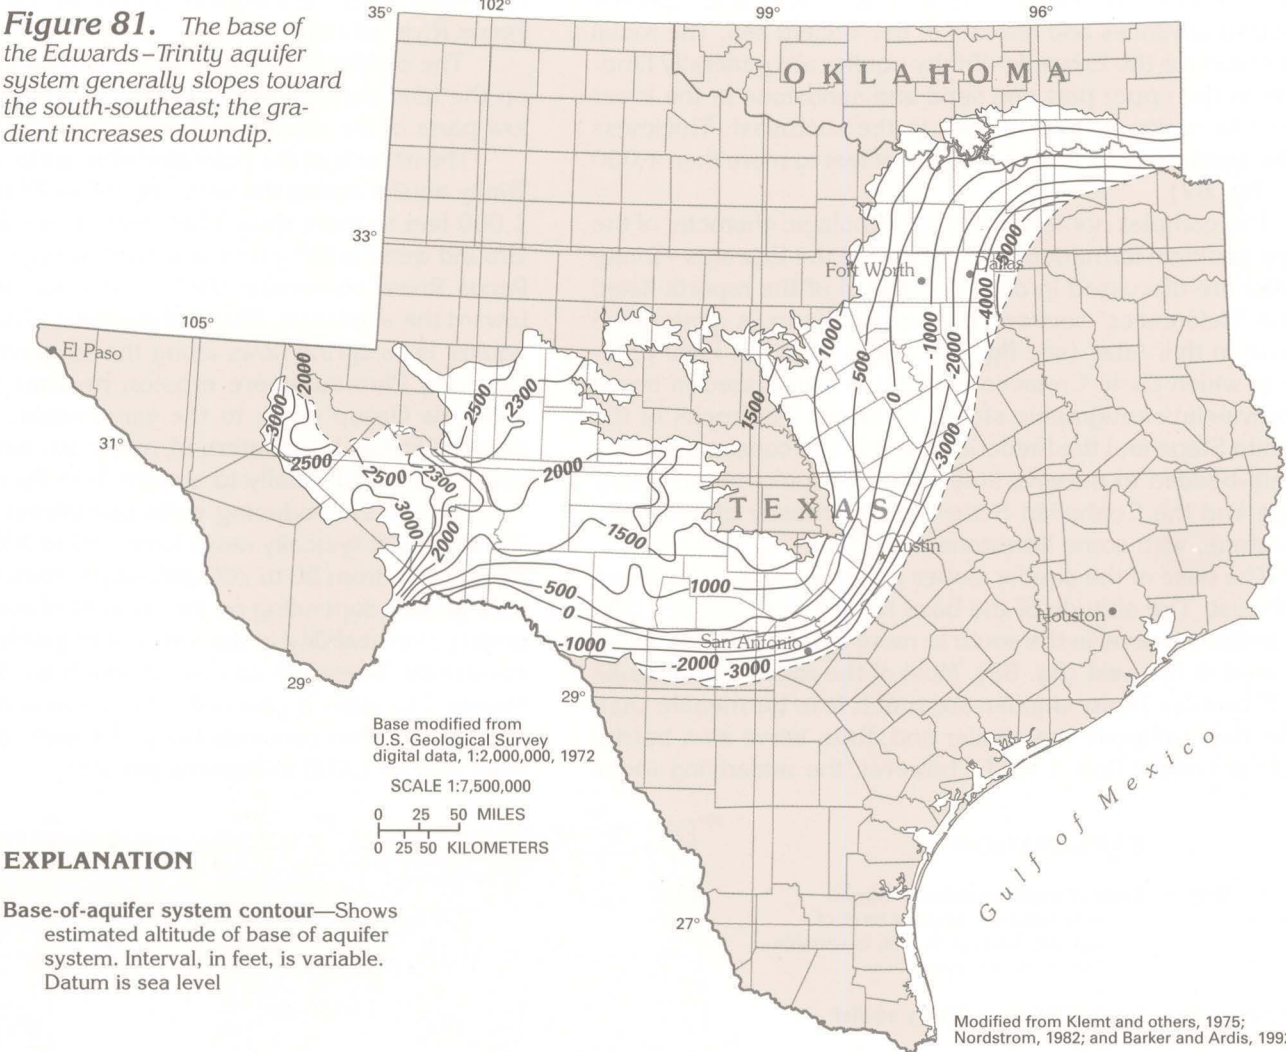 Figure 81. The base of
the Edwards–Trinity aquifer
system generally slopes toward
the south-southeast; the gra-
dient increases downdip.
35°
102°
99°
96°
OKLAHOMA
33°
Fort Worth
Dallas
5000
-4000
105°
El Paso
2000
3000
2500
2300
1000
500
0
-1000
-2000
1500
31°
2500
2500
2300
2000
-3000
3000
2000
TEXAS
1500
Austin
500
0
1000
Houston
-1000
San Antonio
-2000
-3000
29°
29°
Base modified from
U.S. Geological Survey
digital data, 1:2,000,000, 1972
SCALE 1:7,500,000
0 25 50 MILES
0 25 50 KILOMETERS
Gulf of Mexico
EXPLANATION
Base-of-aquifer system contour—Shows
estimated altitude of base of aquifer
system. Interval, in feet, is variable.
Datum is sea level
27°
Modified from Klemt and others, 1975;
Nordstrom, 1982; and Barker and Ardis, 199